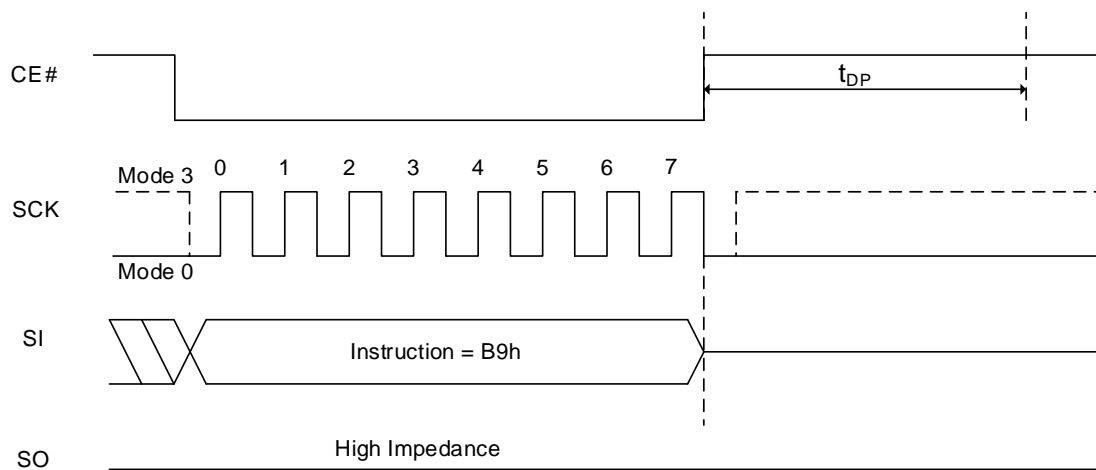 CE#
tDP
Mode 3
0 1 2 3 4 5 6 7
SCK
Mode 0
SI
Instruction = B9h
High Impedance
SO